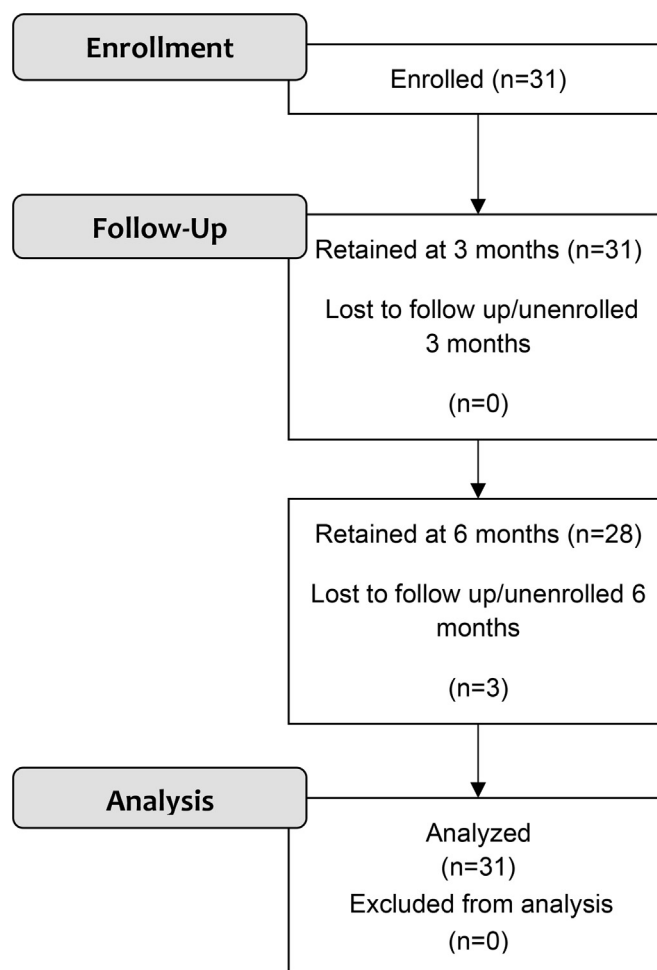 Enrollment
Enrolled (n=31)
Follow-Up
Retained at 3 months (n=31)
Lost to follow up/unenrolled
3 months
(n=0)
Retained at 6 months (n=28)
Lost to follow up/unenrolled 6
months
(n=3)
Analysis
Analyzed
(n=31)
Excluded from analysis
(n=0)